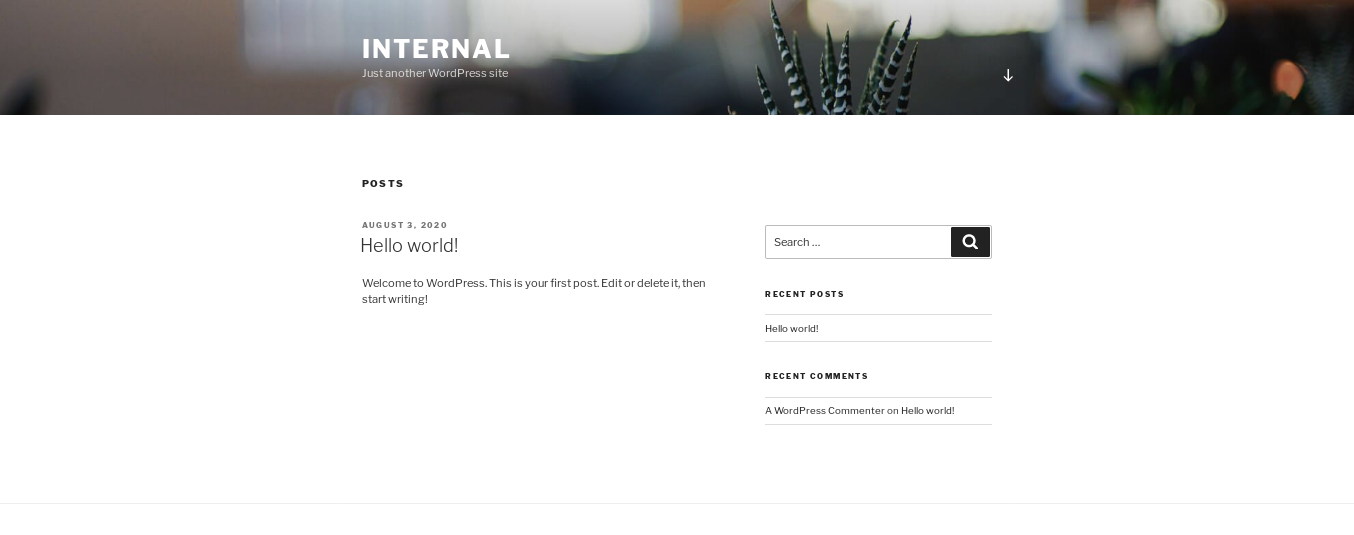 INTERNAL
Just another WordPress site
POSTS
AUGUST 3, 2020
Hello world!
Welcome to WordPress. This is your first post. Edit or delete it, then
start writing!
Search …
RECENT POSTS
Hello world!
RECENT COMMENTS
A WordPress Commenter on Hello world!